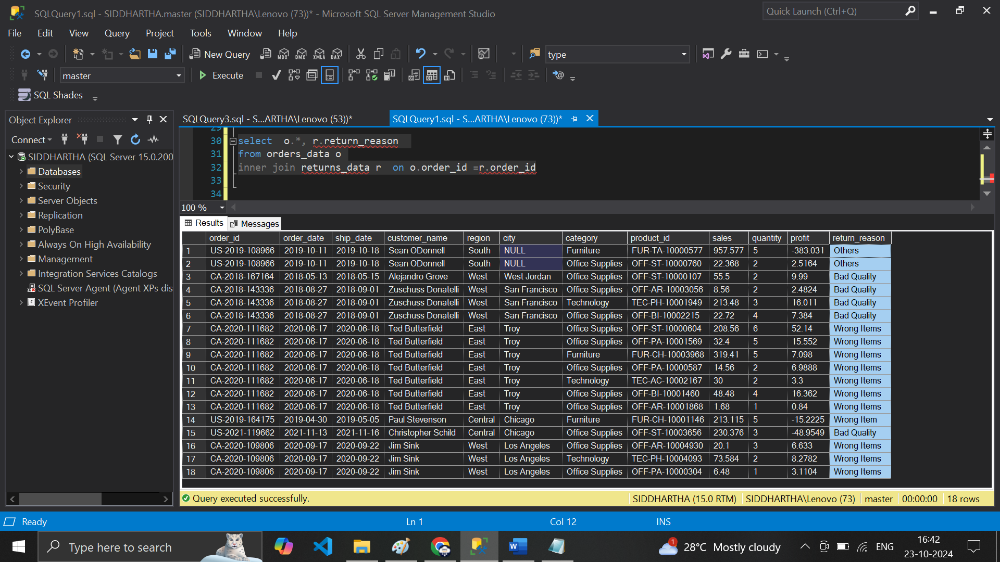 SQLQuery1.sql - SIDDHARTHA.master (SIDDHARTHA\Lenovo (73))* - Microsoft SQL Server Management Studio
Quick Launch (Ctrl+Q)
File Edit View Query Project Tools Window Help
New Query MDX DMX XMLA DAX type
master Execute
SQL Shades
Object Explorer
Connect
SIDDHARTHA (SQL Server 15.0.200
Databases
Security
Server Objects
Replication
PolyBase
Always On High Availability
Management
Integration Services Catalogs
SQL Server Agent (Agent XPs dis
XEvent Profiler
SQLQuery3.sql - S...ARTHA\Lenovo (53))* SQLQuery1.sql - S...ARTHA\Lenovo (73))*
29
30 select o.*, r.return_reason
31 from orders_data o
32 inner join returns_data r on o.order_id =r.order_id
33
34
100 %
Results Messages
order_id order_date ship_date customer_name region city category product_id sales quantity profit return_reason
1 US-2019-108966 2019-10-11 2019-10-18 Sean ODonnell South NULL Furniture FUR-TA-10000577 957.577 5 -383.031 Others
2 US-2019-108966 2019-10-11 2019-10-18 Sean ODonnell South NULL Office Supplies OFF-ST-10000760 22.368 2 2.5164 Others
3 CA-2018-167164 2018-05-13 2018-05-15 Alejandro Grove West West Jordan Office Supplies OFF-ST-10000107 55.5 2 9.99 Bad Quality
4 CA-2018-143336 2018-08-27 2018-09-01 Zuschuss Donatelli West San Francisco Office Supplies OFF-AR-10003056 8.56 2 2.4824 Bad Quality
5 CA-2018-143336 2018-08-27 2018-09-01 Zuschuss Donatelli West San Francisco Technology TEC-PH-10001949 213.48 3 16.011 Bad Quality
6 CA-2018-143336 2018-08-27 2018-09-01 Zuschuss Donatelli West San Francisco Office Supplies OFF-BI-10002215 22.72 4 7.384 Bad Quality
7 CA-2020-111682 2020-06-17 2020-06-18 Ted Butterfield East Troy Office Supplies OFF-ST-10000604 208.56 6 52.14 Wrong Items
8 CA-2020-111682 2020-06-17 2020-06-18 Ted Butterfield East Troy Office Supplies OFF-PA-10001569 32.4 5 15.552 Wrong Items
9 CA-2020-111682 2020-06-17 2020-06-18 Ted Butterfield East Troy Furniture FUR-CH-10003968 319.41 5 7.098 Wrong Items
10 CA-2020-111682 2020-06-17 2020-06-18 Ted Butterfield East Troy Office Supplies OFF-PA-10000587 14.56 2 6.9888 Wrong Items
11 CA-2020-111682 2020-06-17 2020-06-18 Ted Butterfield East Troy Technology TEC-AC-10002167 30 2 3.3 Wrong Items
12 CA-2020-111682 2020-06-17 2020-06-18 Ted Butterfield East Troy Office Supplies OFF-BI-10001460 48.48 4 16.362 Wrong Items
13 CA-2020-111682 2020-06-17 2020-06-18 Ted Butterfield East Troy Office Supplies OFF-AR-10001868 1.68 1 0.84 Wrong Items
14 US-2019-164175 2019-04-30 2019-05-05 Paul Stevenson Central Chicago Furniture FUR-CH-10001146 213.115 5 -15.2225 Wrong Item
15 US-2021-119662 2021-11-13 2021-11-16 Christopher Schild Central Chicago Office Supplies OFF-ST-10003656 230.376 3 -48.9549 Bad Quality
16 CA-2020-109806 2020-09-17 2020-09-22 Jim Sink West Los Angeles Office Supplies OFF-AR-10004930 20.1 3 6.633 Wrong Items
17 CA-2020-109806 2020-09-17 2020-09-22 Jim Sink West Los Angeles Technology TEC-PH-10004093 73.584 2 8.2782 Wrong Items
18 CA-2020-109806 2020-09-17 2020-09-22 Jim Sink West Los Angeles Office Supplies OFF-PA-10000304 6.48 1 3.1104 Wrong Items
Query executed successfully. SIDDHARTHA (15.0 RTM) SIDDHARTHA\Lenovo (73) master 00:00:00 18 rows
Ready Ln 1 Col 12 INS
Type here to search
1 28°C Mostly cloudy ENG 16:42
23-10-2024